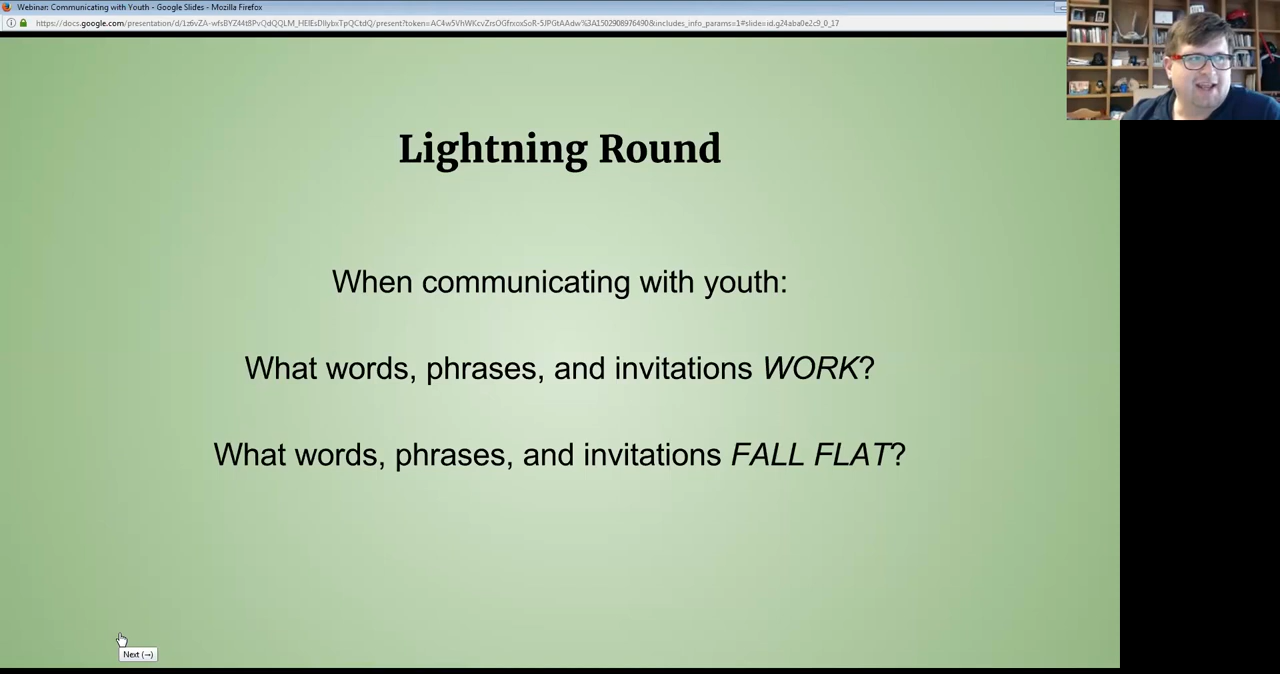 Webinar: Communicating with Youth - Google Slides - Mozilla Firefox
Lightning Round
When communicating with youth:
What words, phrases, and invitations WORK?
What words, phrases, and invitations FALL FLAT?
Next (→)